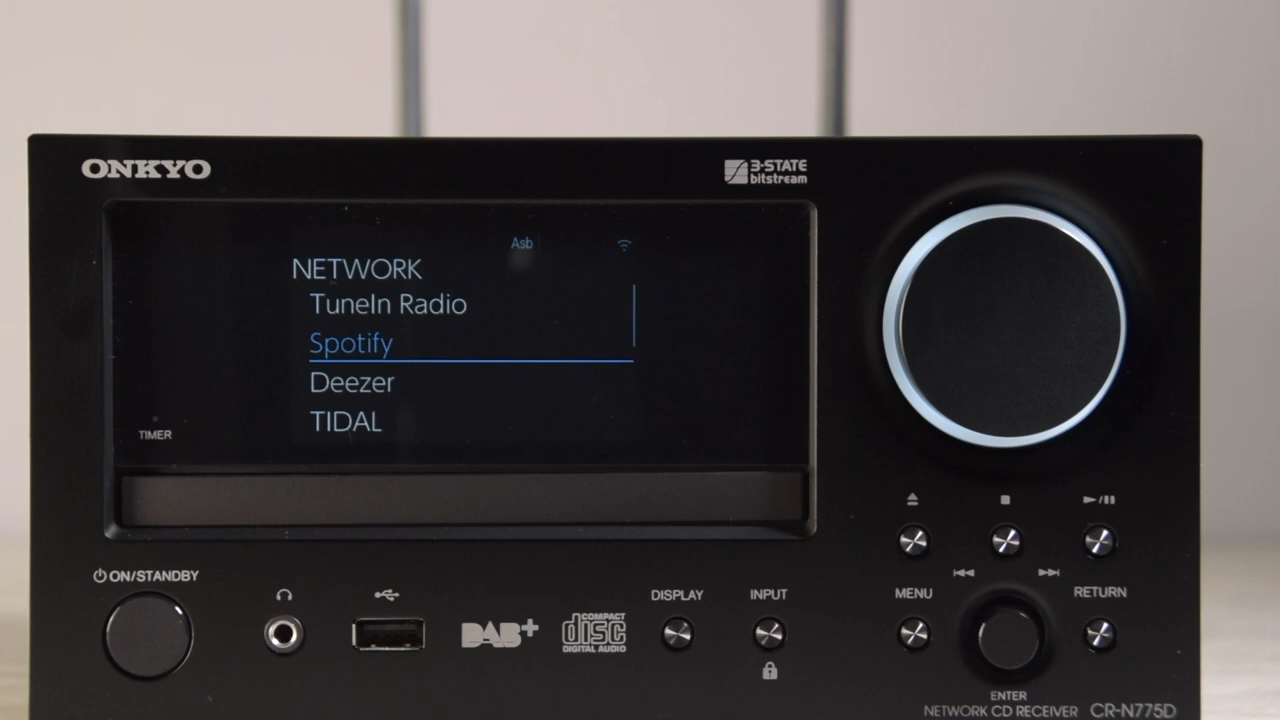 ONKYO
3-STATE
bitstream
Asb
NETWORK
TuneIn Radio
Spotify
Deezer
TIDAL
TIMER
ON/STANDBY
DISPLAY
INPUT
MENU
RETURN
DAB+
COMPACT
disc
DIGITAL AUDIO
ENTER
NETWORK CD RECEIVER CR-N775D